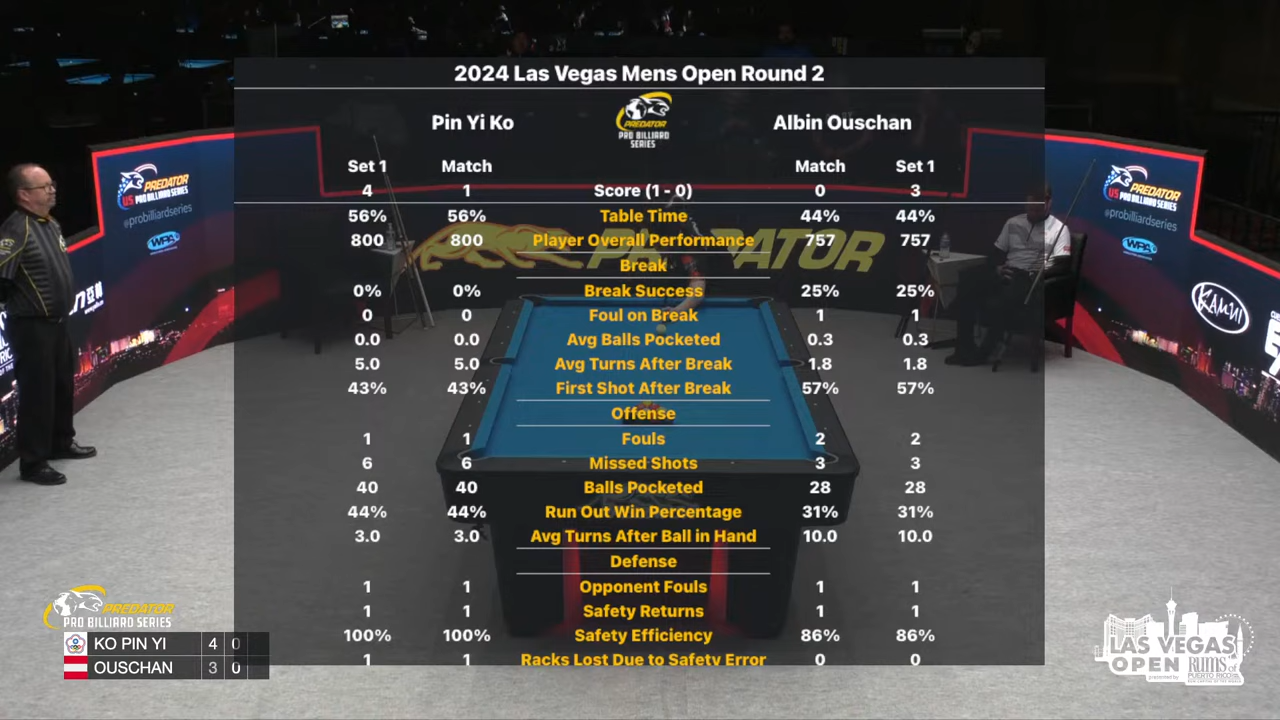 2024 Las Vegas Mens Open Round 2
Pin Yi Ko
PREDATOR
PRO BILLIARD
SERIES
Albin Ouschan
Set 1 Match Match Set 1
4 1 Score (1 - 0) 0 3
56% 56% Table Time 44% 44%
800 800 Player Overall Performance 757 757
Break
0% 0% Break Success 25% 25%
0 0 Foul on Break 1 1
0.0 0.0 Avg Balls Pocketed 0.3 0.3
5.0 5.0 Avg Turns After Break 1.8 1.8
43% 43% First Shot After Break 57% 57%
Offense
1 1 Fouls 2 2
6 6 Missed Shots 3 3
40 40 Balls Pocketed 28 28
44% 44% Run Out Win Percentage 31% 31%
3.0 3.0 Avg Turns After Ball in Hand 10.0 10.0
Defense
1 1 Opponent Fouls 1 1
1 1 Safety Returns 1 1
100% 100% Safety Efficiency 86% 86%
1 1 Racks Lost Due to Safety Error 0 0
PREDATOR
US PRO BILLIARD SERIES
#probilliardseries
WPA
PREDATOR
PREDATOR
US PRO BILLIARD SERIES
#probilliardseries
WPA
KAMUI
PREDATOR
PRO BILLIARD SERIES
KO PIN YI 4 0
OUSCHAN 3 0
LAS VEGAS
OPEN
presented by
RUMS of
PUERTO RICO